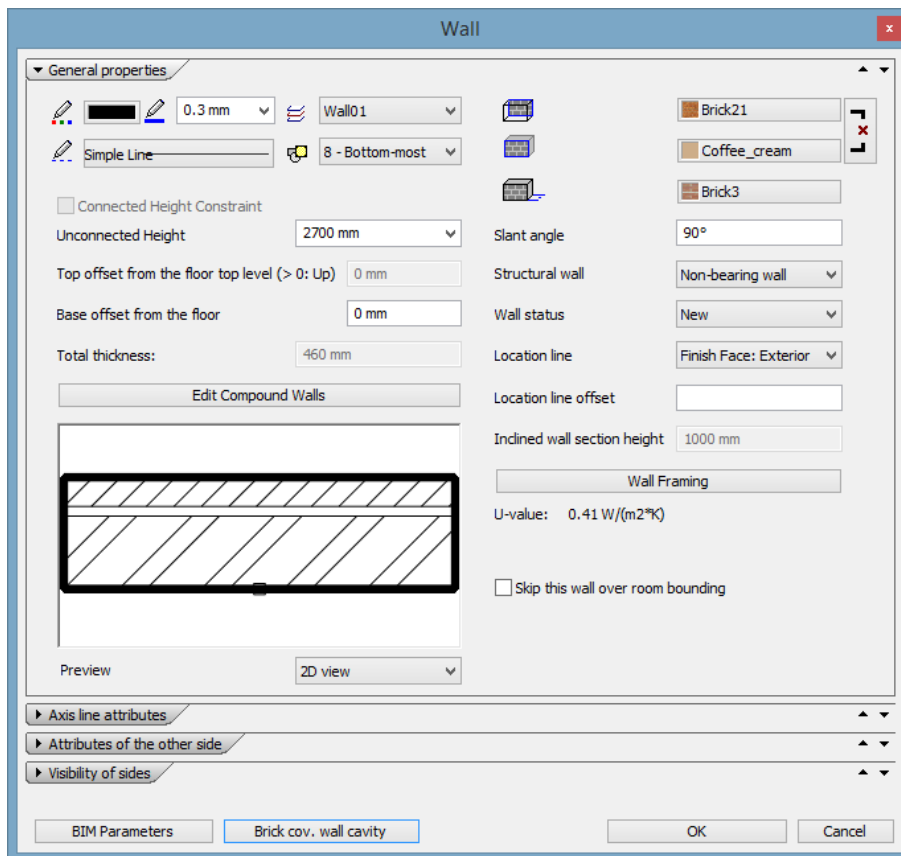 Wall
x
General properties
0.3 mm
Wall01
Brick21
Simple Line
8 - Bottom-most
Coffee_cream
Brick3
Connected Height Constraint
Unconnected Height
2700 mm
Slant angle
90°
Top offset from the floor top level (> 0: Up)
0 mm
Structural wall
Non-bearing wall
Base offset from the floor
0 mm
Wall status
New
Total thickness:
460 mm
Location line
Finish Face: Exterior
Edit Compound Walls
Location line offset
Inclined wall section height
1000 mm
Wall Framing
U-value: 0.41 W/(m2*K)
Skip this wall over room bounding
Preview
2D view
Axis line attributes
Attributes of the other side
Visibility of sides
BIM Parameters
Brick cov. wall cavity
OK
Cancel